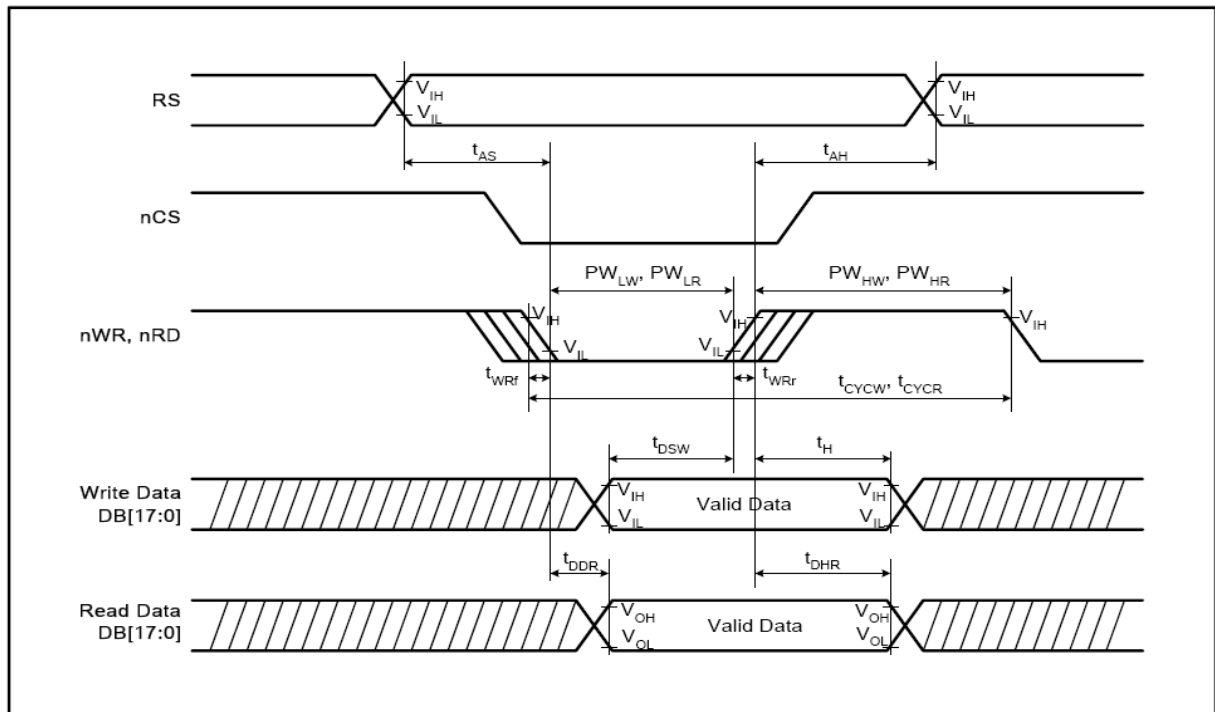 RS
V_IH
V_IL
V_IH
V_IL
t_AS
t_AH
nCS
PW_LW, PW_LR
PW_HW, PW_HR
nWR, nRD
V_IH
V_IL
V_IH
V_IL
V_IH
t_WRf
t_WRr
t_CYCW, t_CYCR
t_DSW
t_H
Write Data
DB[17:0]
V_IH
V_IL
Valid Data
V_IH
V_IL
t_DDR
t_DHR
Read Data
DB[17:0]
V_OH
V_OL
Valid Data
V_OH
V_OL